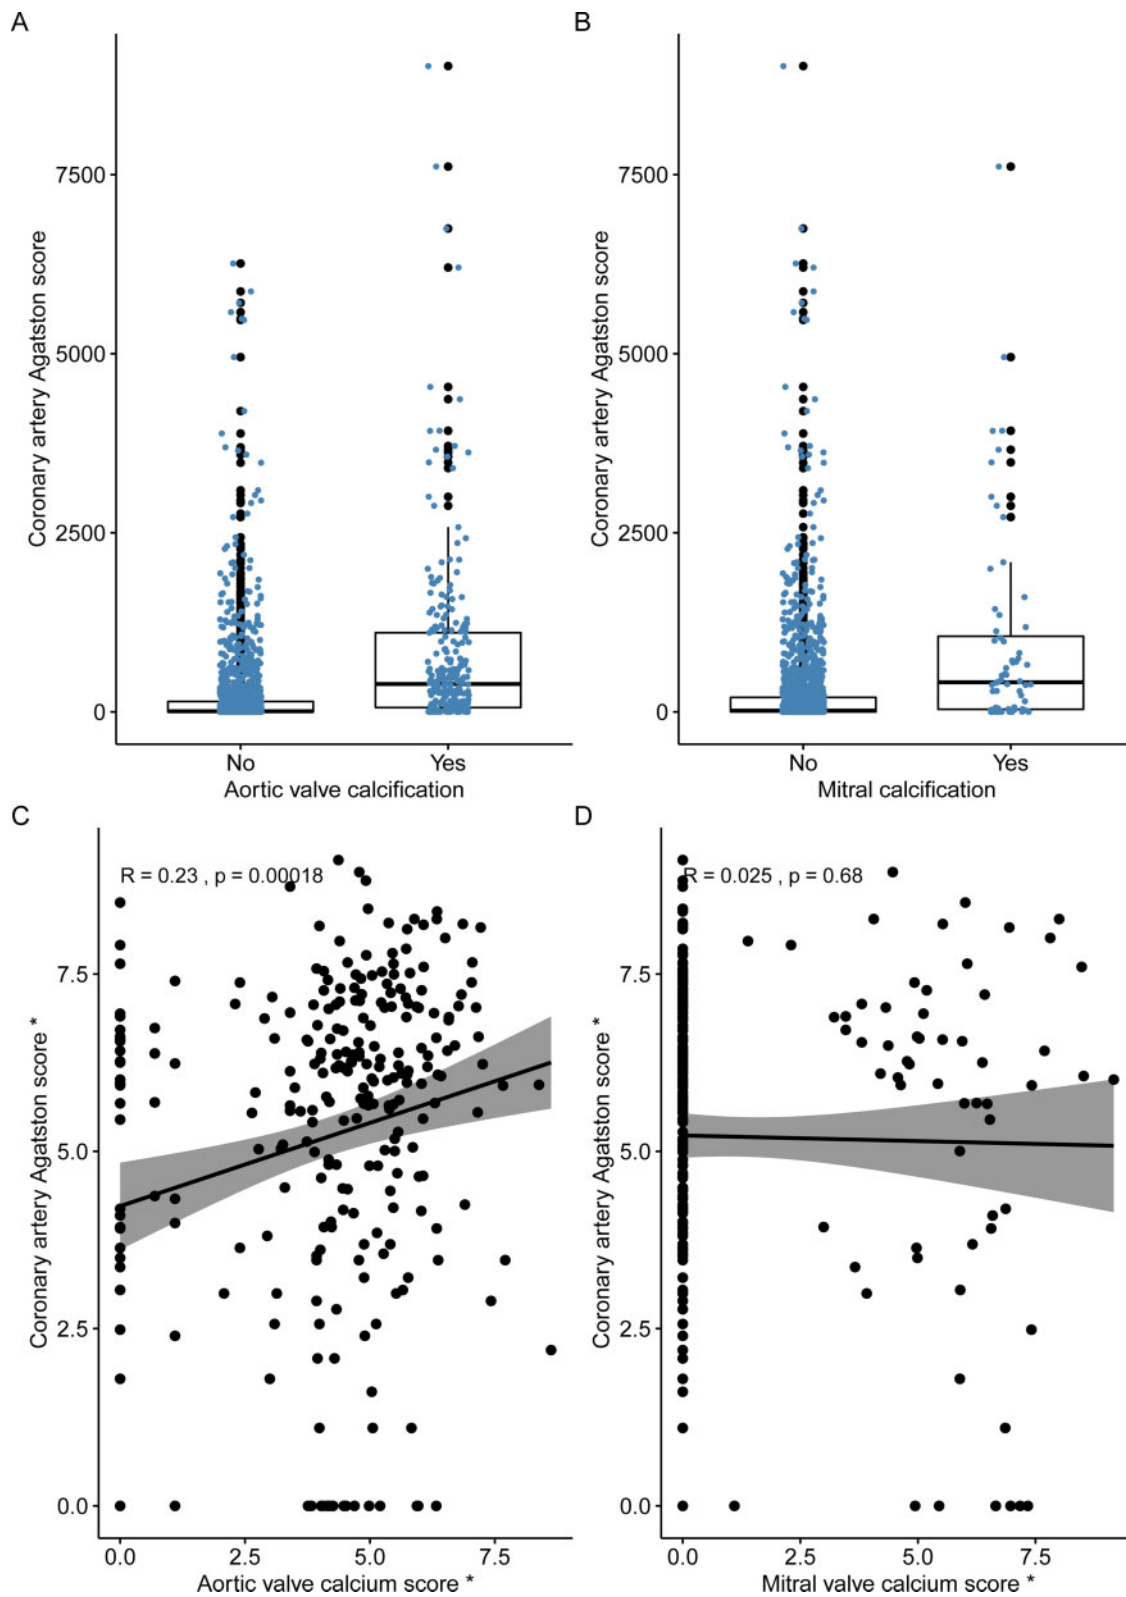 A
B
Coronary artery Agatston score
7500
5000
2500
0
No
Yes
Aortic valve calcification
Coronary artery Agatston score
7500
5000
2500
0
No
Yes
Mitral calcification
C
D
R = 0.23 , p = 0.00018
Coronary artery Agatston score *
7.5
5.0
2.5
0.0
0.0
2.5
5.0
7.5
Aortic valve calcium score *
R = 0.025 , p = 0.68
Coronary artery Agatston score *
7.5
5.0
2.5
0.0
0.0
2.5
5.0
7.5
Mitral valve calcium score *